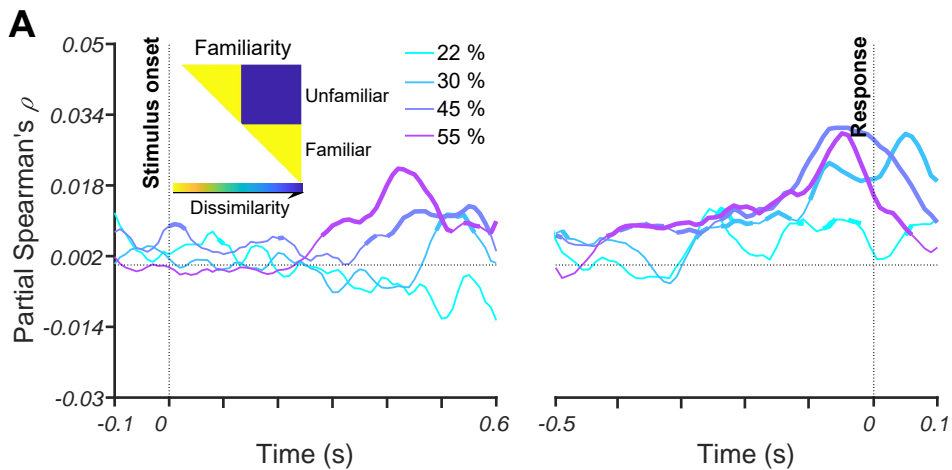 A
Partial Spearman's ρ
0.05
0.034
0.018
0.002
-0.014
-0.03
Stimulus onset
Familiarity
Unfamiliar
Familiar
Dissimilarity
22 %
30 %
45 %
55 %
-0.1
0
0.6
Time (s)
Response
-0.5
0
0.1
Time (s)